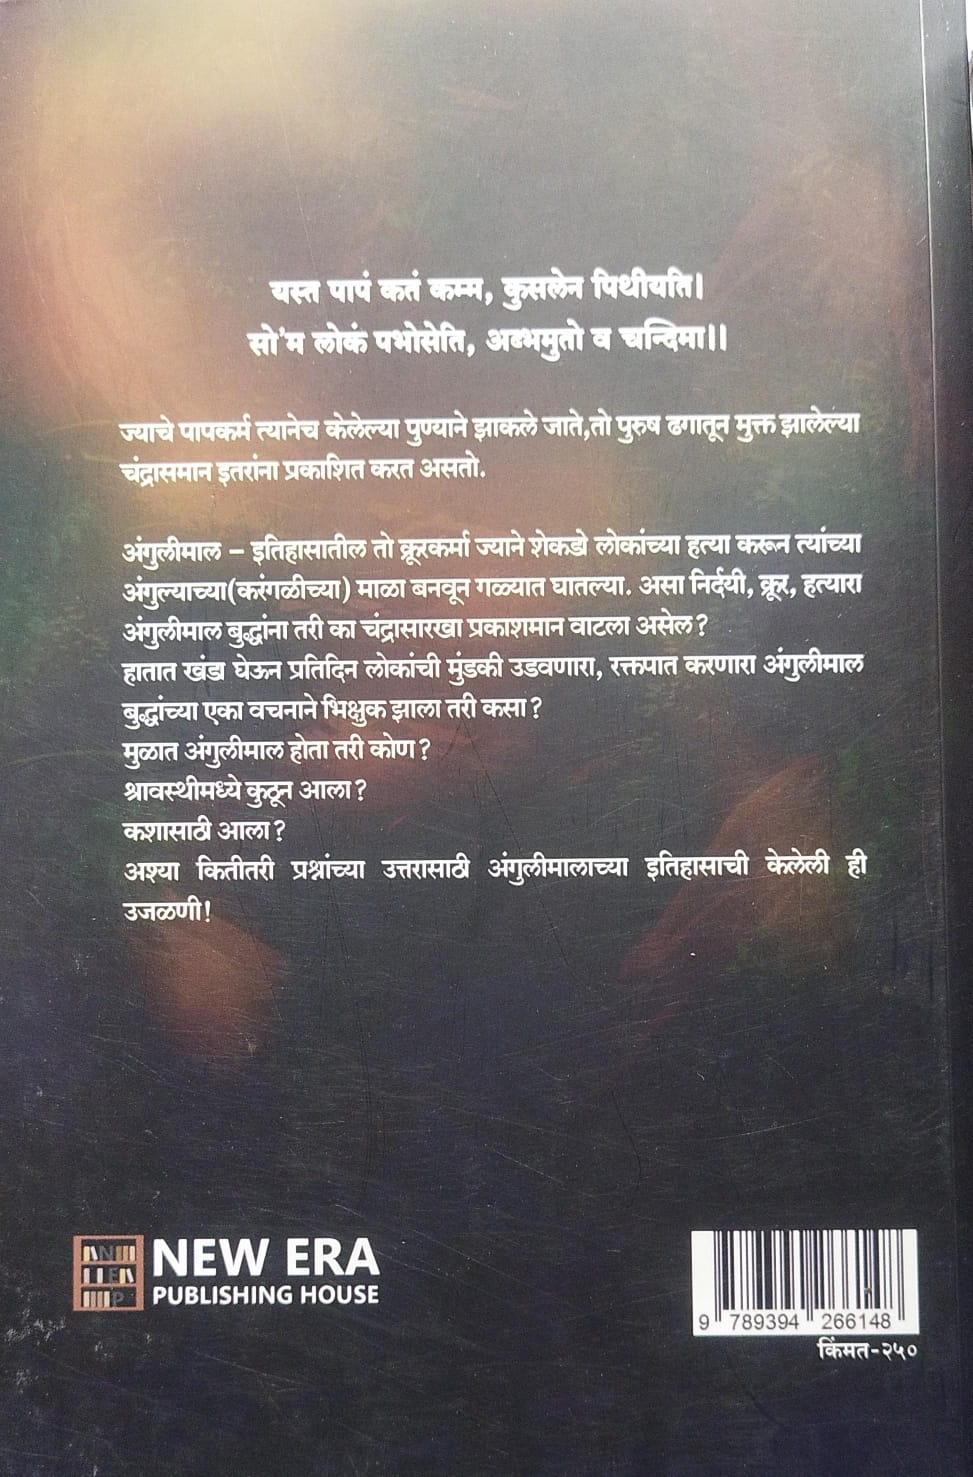 यस्त पापं कतं कम्म, कुसलेन पिथीयति।
सो'म लोकं पभोसेति, अब्भमुतो व चन्दिमा।।
ज्याचे पापकर्म त्यानेच केलेल्या पुण्याने झाकले जाते,तो पुरुष ढगातून मुक्त झालेल्या
चंद्रासमान इतरांना प्रकाशित करत असतो.
अंगुलीमाल – इतिहासातील तो क्रूरकर्मा ज्याने शेकडो लोकांच्या हत्या करून त्यांच्या
अंगुल्याच्या(करंगळीच्या) माळा बनवून गळ्यात घातल्या. असा निर्दयी, क्रूर, हत्यारा
अंगुलीमाल बुद्धांना तरी का चंद्रासारखा प्रकाशमान वाटला असेल?
हातात खंडा घेऊन प्रतिदिन लोकांची मुंडकी उडवणारा, रक्तपात करणारा अंगुलीमाल
बुद्धांच्या एका वचनाने भिक्षुक झाला तरी कसा?
मुळात अंगुलीमाल होता तरी कोण?
श्रावस्थीमध्ये कुठून आला?
कशासाठी आला?
अश्या कितीतरी प्रश्नांच्या उत्तरासाठी अंगुलीमालाच्या इतिहासाची केलेली ही
उजळणी!
NEP
NEW ERA
PUBLISHING HOUSE
9 789394 266148
किंमत-२५०